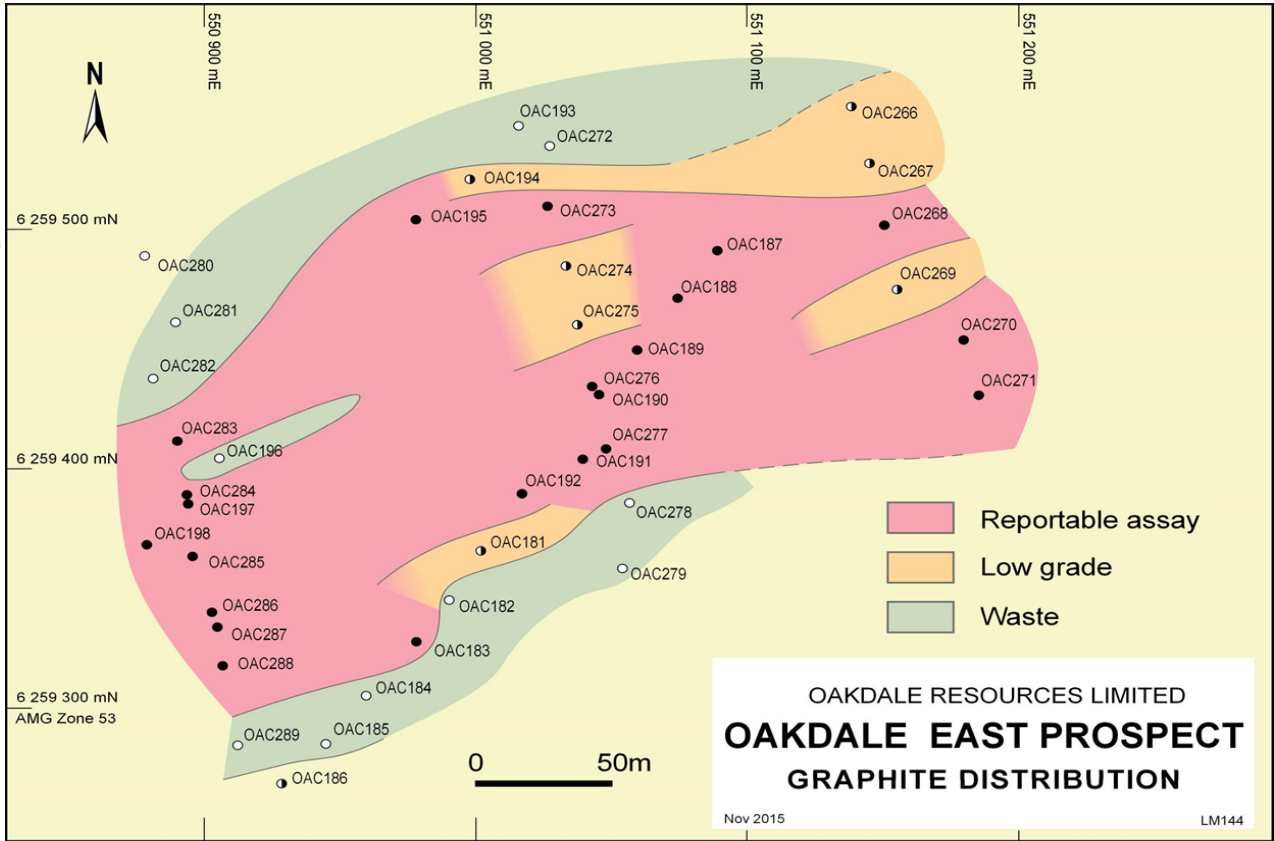 550 900 mE
551 000 mE
551 100 mE
551 200 mE
N
OAC193
OAC272
OAC266
OAC267
OAC194
OAC195
OAC273
OAC268
6 259 500 mN
OAC187
OAC280
OAC274
OAC269
OAC188
OAC281
OAC275
OAC270
OAC189
OAC282
OAC276
OAC271
OAC190
OAC283
OAC277
OAC196
6 259 400 mN
OAC191
OAC192
OAC284
OAC197
OAC278
Reportable assay
OAC198
OAC181
OAC285
OAC279
Low grade
OAC286
OAC182
Waste
OAC287
OAC183
OAC288
OAC184
6 259 300 mN
AMG Zone 53
OAC289
OAC185
OAC186
0 50m
OAKDALE RESOURCES LIMITED
OAKDALE EAST PROSPECT
GRAPHITE DISTRIBUTION
Nov 2015
LM144